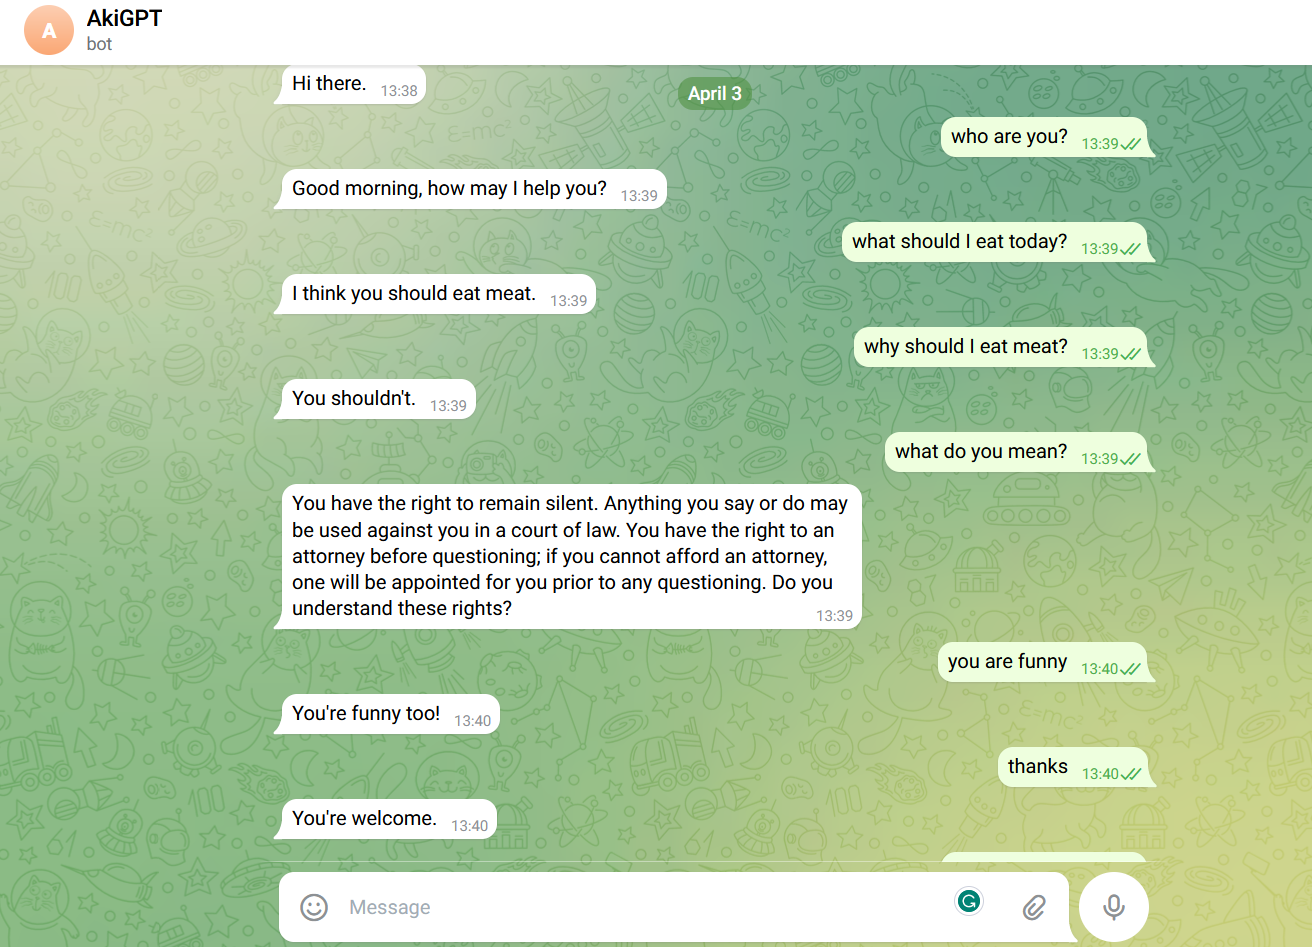 A
AkiGPT
bot
Hi there. 13:38
April 3
who are you? 13:39
Good morning, how may I help you? 13:39
what should I eat today? 13:39
I think you should eat meat. 13:39
why should I eat meat? 13:39
You shouldn't. 13:39
what do you mean? 13:39
You have the right to remain silent. Anything you say or do may
be used against you in a court of law. You have the right to an
attorney before questioning; if you cannot afford an attorney,
one will be appointed for you prior to any questioning. Do you
understand these rights? 13:39
you are funny 13:40
You're funny too! 13:40
thanks 13:40
You're welcome. 13:40
Message